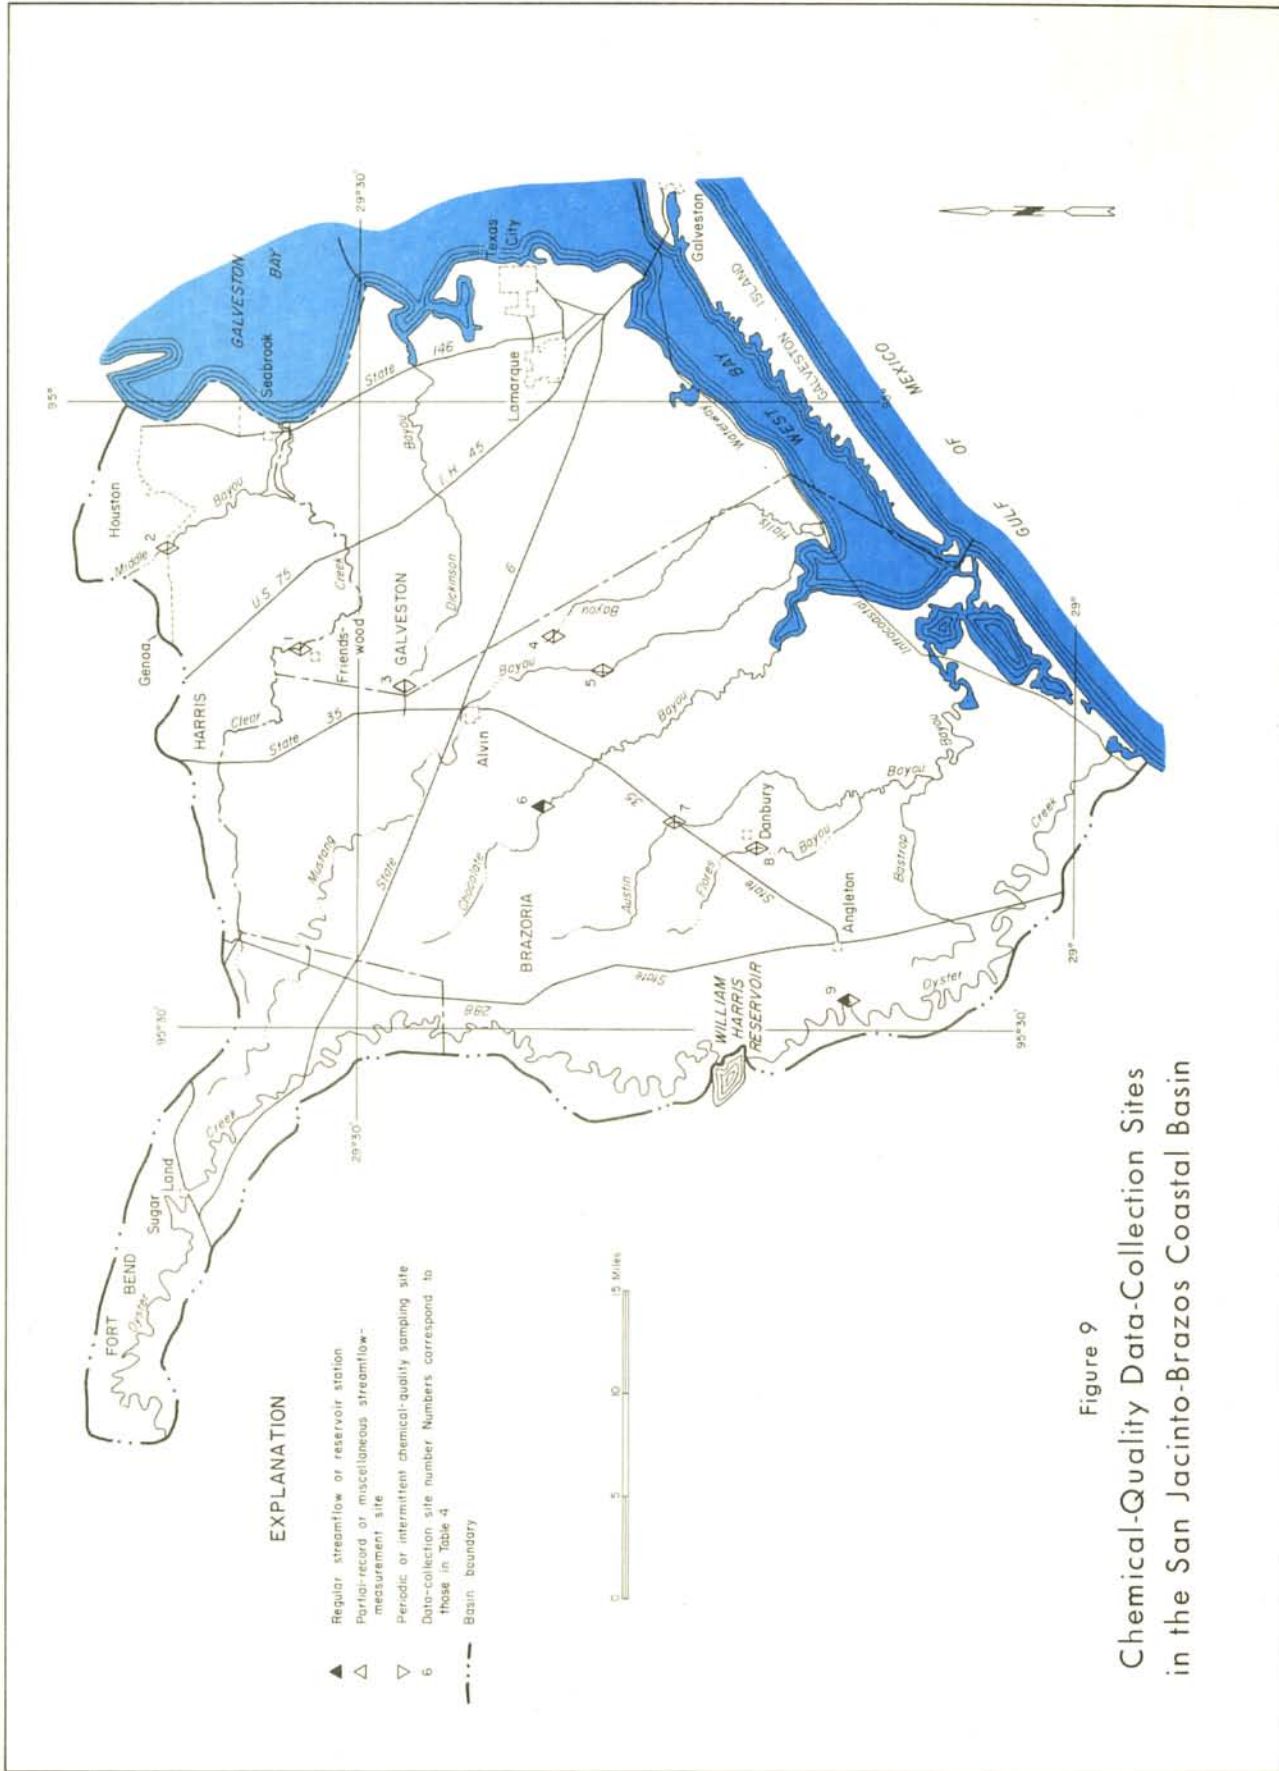 GALVESTON
BAY
Seabrook
95°
Houston
Middle
Bayou
2
Genoa
HARRIS
U.S. 75
Clear
Creek
1
Friends-
wood
State
35
State
146
29°30'
Texas
City
Lamarque
Bayou
I.H. 45
Dickinson
GALVESTON
3
6
Alvin
Bayou
4
Bayou
5
Halls
Bayou
Mustang
State
Chocolate
6
BRAZORIA
Austin
35
7
Flores
8
Danbury
Bayou
State
Angleton
Bayou
Bayou
Bastrop
Creek
Oyster
9
State
288
WILLIAM
HARRIS
RESERVOIR
95°30'
95°30'
29°30'
29°
29°
Galveston
GALVESTON
ISLAND
WEST
BAY
Waterway
Intracoastal
GULF
OF
MEXICO
N
FORT
BEND
Oyster
Sugar
Land
Creek
EXPLANATION
Regular streamflow or reservoir station
Partial-record or miscellaneous streamflow-
measurement site
Periodic or intermittent chemical-quality sampling site
6 Data-collection site number Numbers correspond to
those in Table 4
Basin boundary
0 5 10 15 Miles
Figure 9
Chemical-Quality Data-Collection Sites
in the San Jacinto-Brazos Coastal Basin